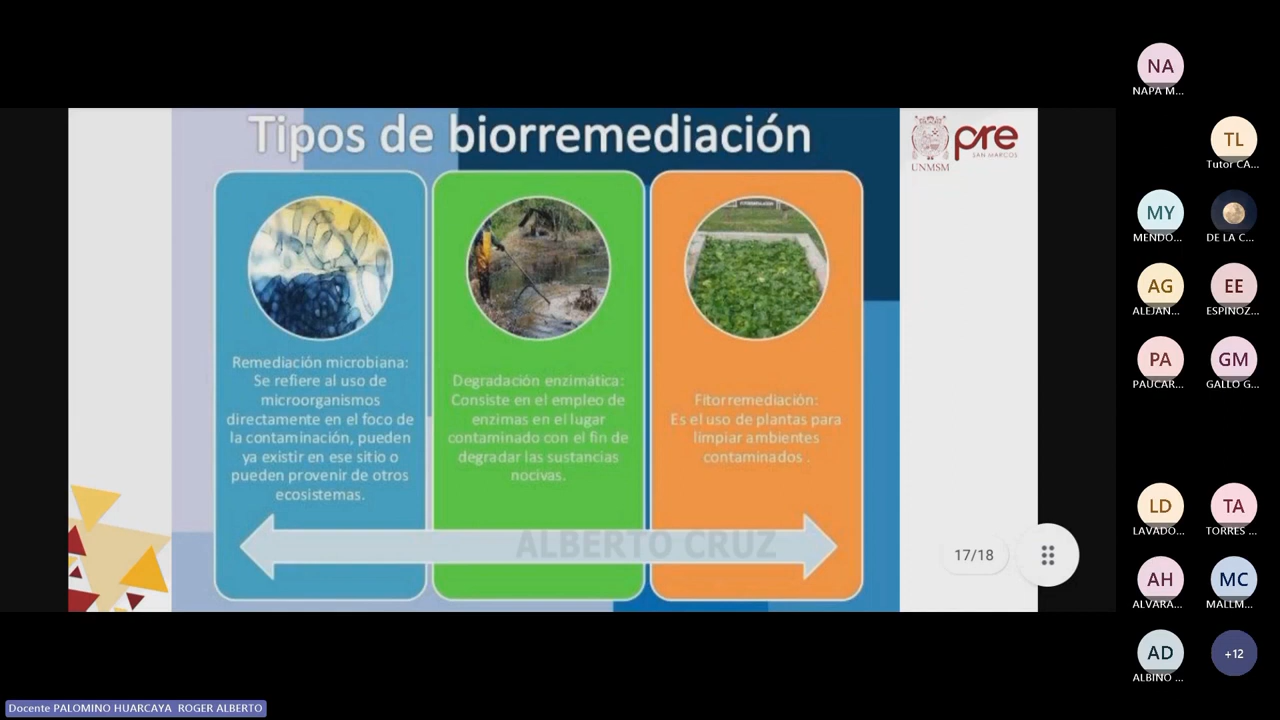 Tipos de biorremediación
UNMSM
pre
SAN MARCOS
Remediación microbiana:
Se refiere al uso de
microorganismos
directamente en el foco de
la contaminación, pueden
ya existir en ese sitio o
pueden provenir de otros
ecosistemas.
Degradación enzimática:
Consiste en el empleo de
enzimas en el lugar
contaminado con el fin de
degradar las sustancias
nocivas.
Fitorremediación:
Es el uso de plantas para
limpiar ambientes
contaminados .
ALBERTO CRUZ
17/18
NA
NAPA M...
TL
Tutor CA...
MY
MENDO...
DE LA C...
AG
ALEJAN...
EE
ESPINOZ...
PA
PAUCAR...
GM
GALLO G...
LD
LAVADO...
TA
TORRES ...
AH
ALVARA...
MC
MALLM...
AD
ALBINO ...
+12
Docente PALOMINO HUARCAYA ROGER ALBERTO